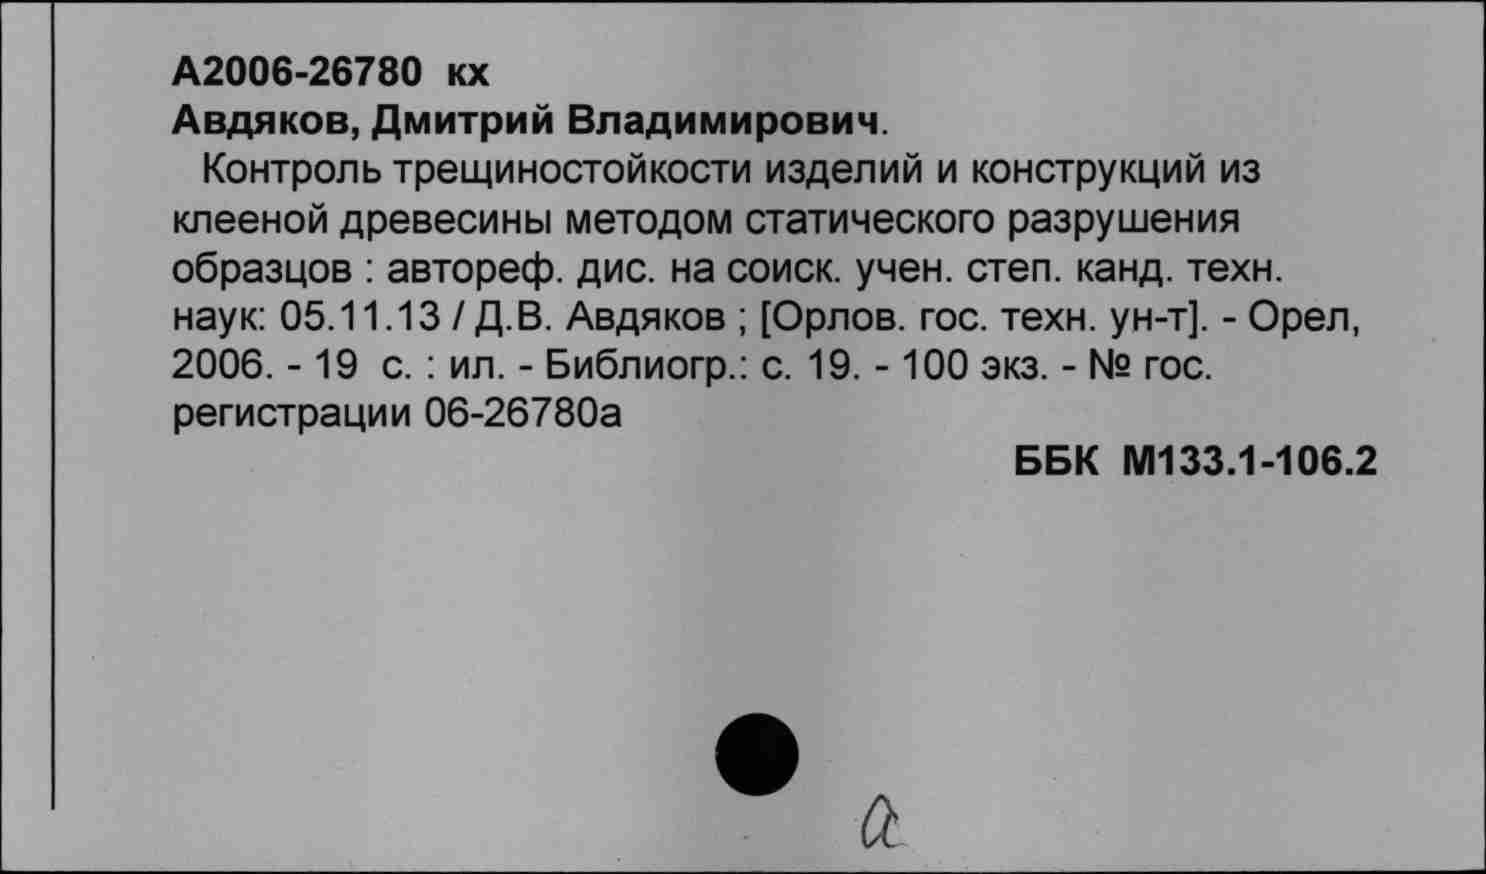 А2006-26780 кх
Авдяков, Дмитрий Владимирович.
Контроль трещиностойкости изделий и конструкций из
клееной древесины методом статического разрушения
образцов : автореф. дис. на соиск. учен. степ. канд. техн.
наук: 05.11.13 / Д.В. Авдяков ; [Орлов. гос. техн. ун-т]. - Орел,
2006. - 19 с. : ил. - Библиогр.: с. 19. - 100 экз. - № гос.
регистрации 06-26780а
ББК М133.1-106.2
а